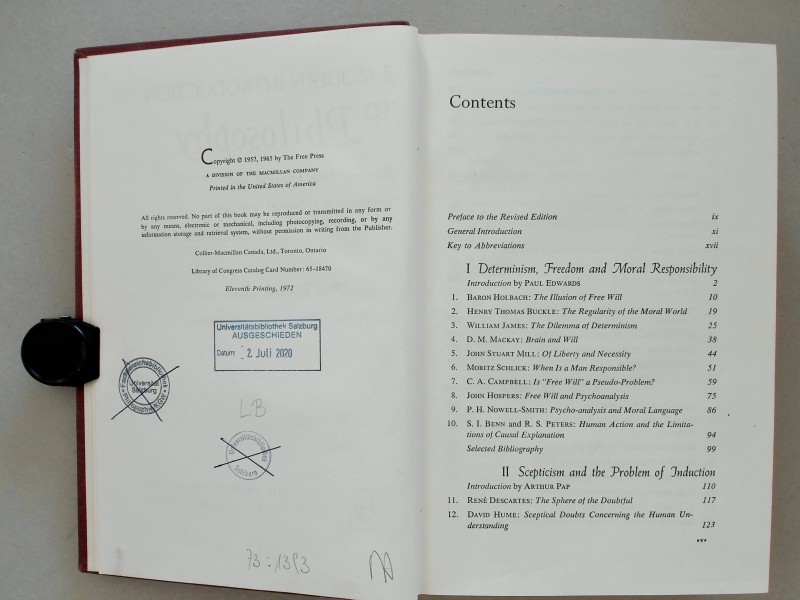 Copyright © 1957, 1965 by The Free Press
A DIVISION OF THE MACMILLAN COMPANY
Printed in the United States of America
All rights reserved. No part of this book may be reproduced or transmitted in any form or
by any means, electronic or mechanical, including photocopying, recording, or by any
information storage and retrieval system, without permission in writing from the Publisher.
Collier-Macmillan Canada, Ltd., Toronto, Ontario
Library of Congress Catalog Card Number: 65-18470
Eleventh Printing, 1972
Universitätsbibliothek Salzburg
AUSGESCHIEDEN
Datum: 2. Juli 2020
Fachbereichsbibliothek
Universität
Salzburg
LB
Universitätsbibliothek
Salzburg
73:1393
Contents
Preface to the Revised Edition ix
General Introduction xi
Key to Abbreviations xvii
I Determinism, Freedom and Moral Responsibility
Introduction by PAUL EDWARDS 2
1. BARON HOLBACH: The Illusion of Free Will 10
2. HENRY THOMAS BUCKLE: The Regularity of the Moral World 19
3. WILLIAM JAMES: The Dilemma of Determinism 25
4. D. M. MACKAY: Brain and Will 38
5. JOHN STUART MILL: Of Liberty and Necessity 44
6. MORITZ SCHLICK: When Is a Man Responsible? 51
7. C. A. CAMPBELL: Is "Free Will" a Pseudo-Problem? 59
8. JOHN HOSPERS: Free Will and Psychoanalysis 75
9. P. H. NOWELL-SMITH: Psycho-analysis and Moral Language 86
10. S. I. BENN and R. S. PETERS: Human Action and the Limita-
tions of Causal Explanation 94
Selected Bibliography 99
II Scepticism and the Problem of Induction
Introduction by ARTHUR PAP 110
11. RENÉ DESCARTES: The Sphere of the Doubtful 117
12. DAVID HUME: Sceptical Doubts Concerning the Human Un-
derstanding 123
•v•